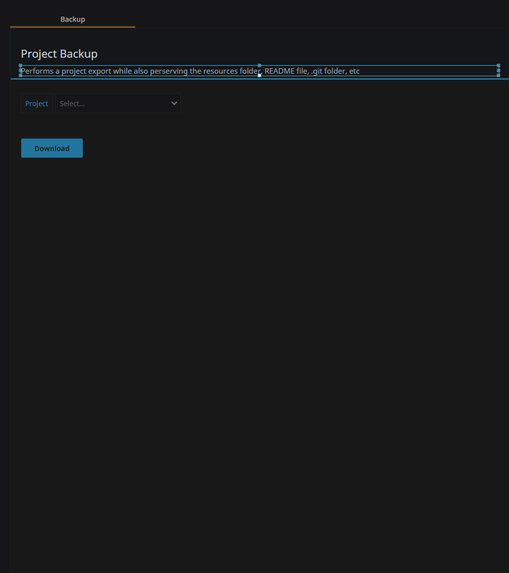 Backup
Project Backup
Performs a project export while also perserving the resources folder, README file, .git folder, etc
Project Select...
Download